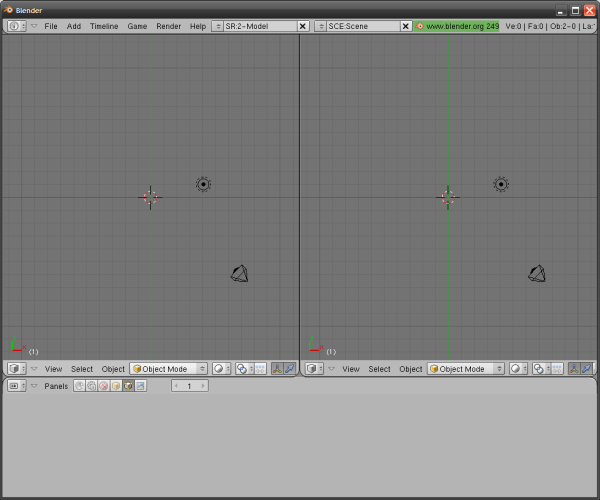 Blender
File Add Timeline Game Render Help SR:2-Model SCE:Scene www.blender.org 249 Ve:0 | Fa:0 | Ob:2-0 | La:
(1) (1)
View Select Object Object Mode View Select Object Object Mode
Panels 1